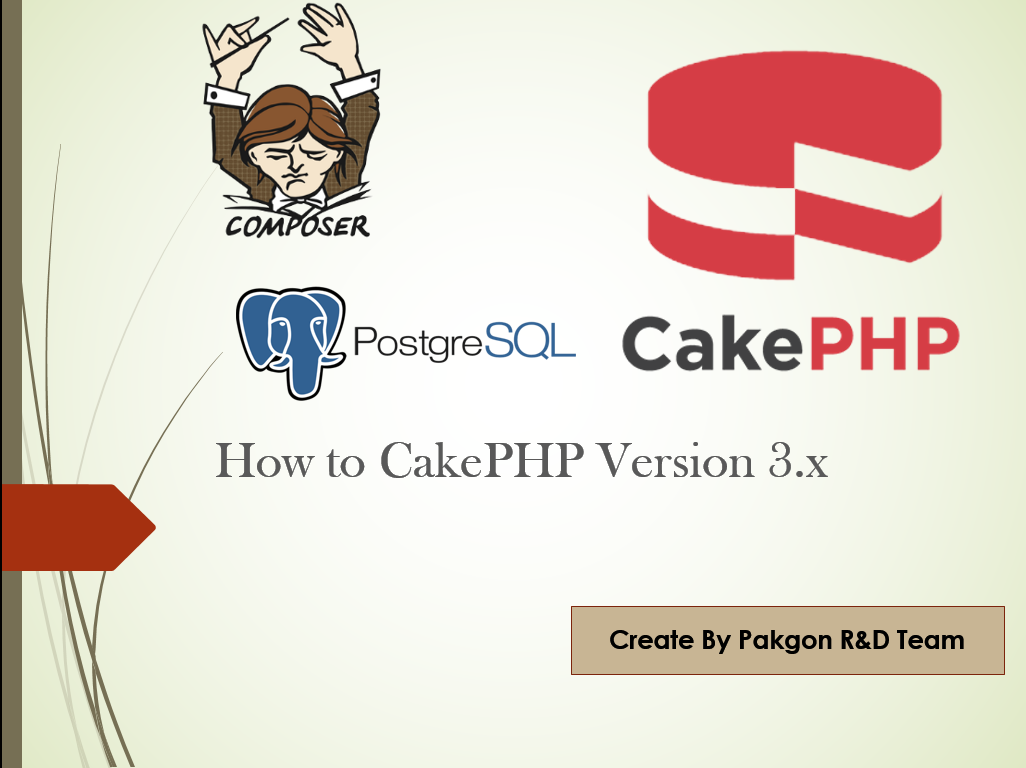 COMPOSER
PostgreSQL
CakePHP
How to CakePHP Version 3.x
Create By Pakgon R&D Team